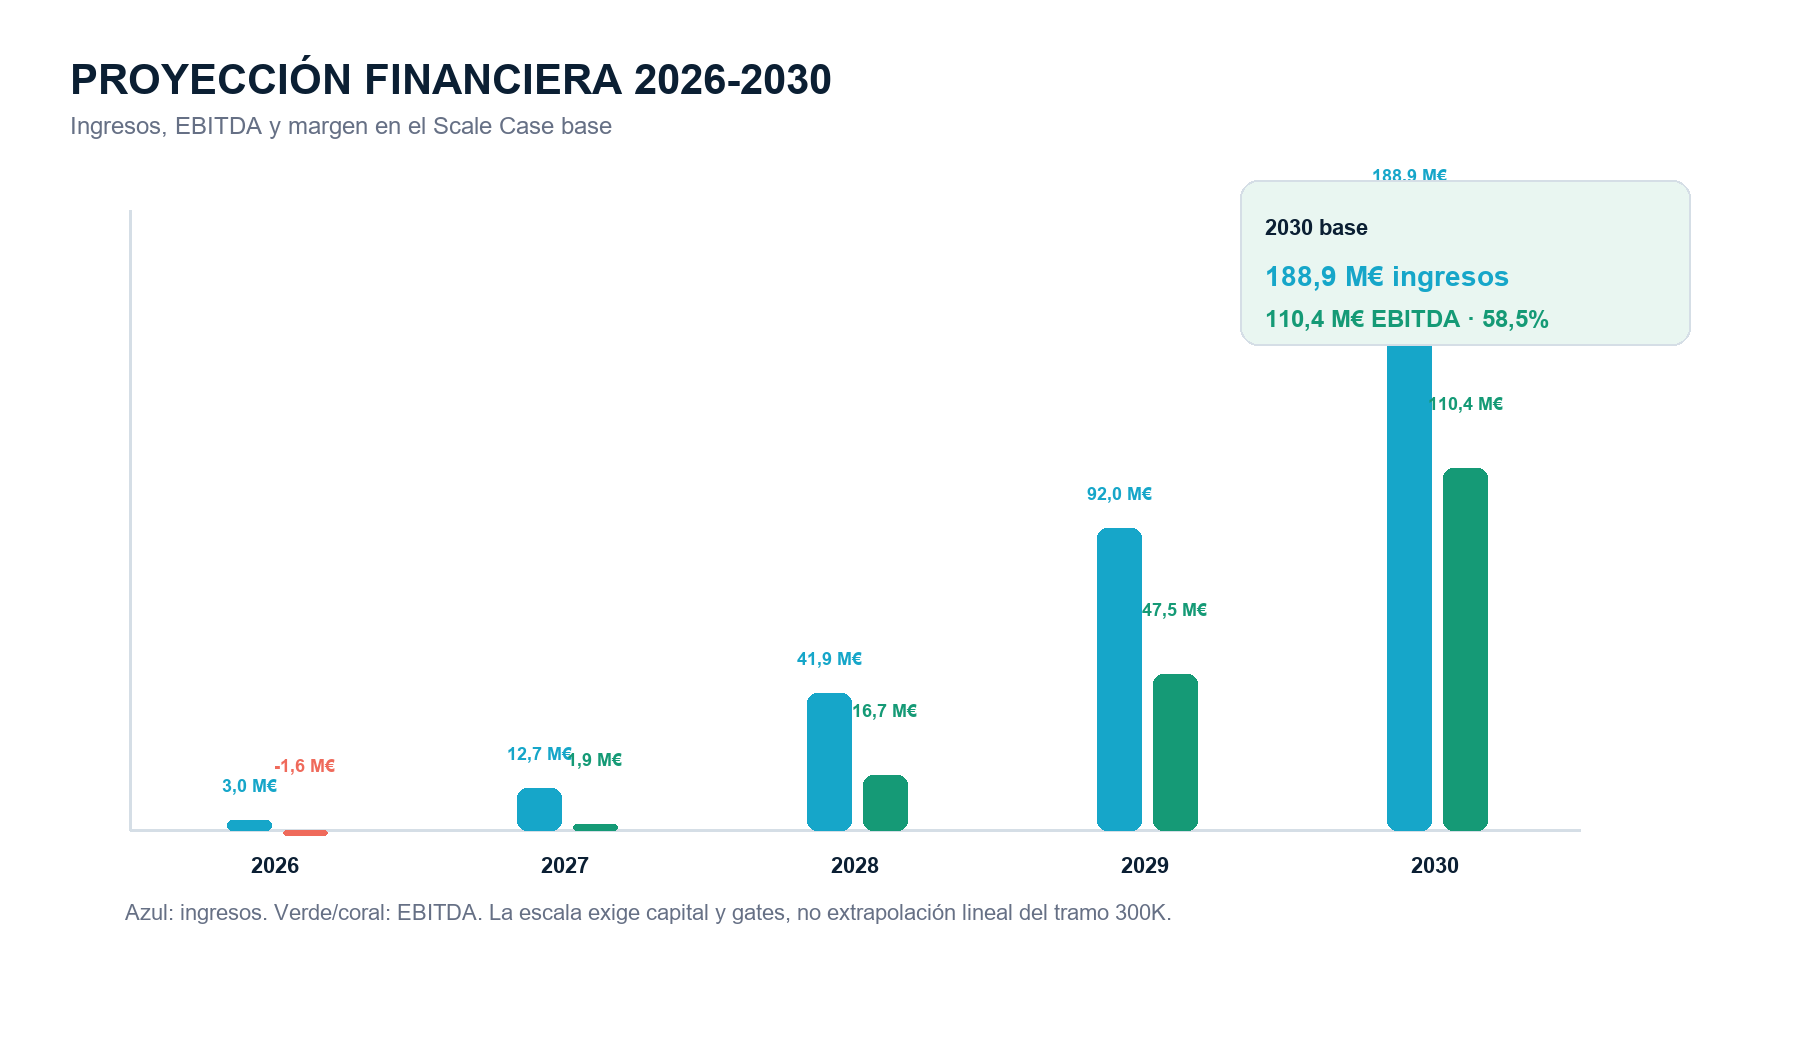 PROYECCIÓN FINANCIERA 2026-2030
Ingresos, EBITDA y margen en el Scale Case base
188,9 M€
2030 base
188,9 M€ ingresos
110,4 M€ EBITDA · 58,5%
110,4 M€
92,0 M€
47,5 M€
41,9 M€
16,7 M€
12,7 M€
1,9 M€
-1,6 M€
3,0 M€
2026 2027 2028 2029 2030
Azul: ingresos. Verde/coral: EBITDA. La escala exige capital y gates, no extrapolación lineal del tramo 300K.